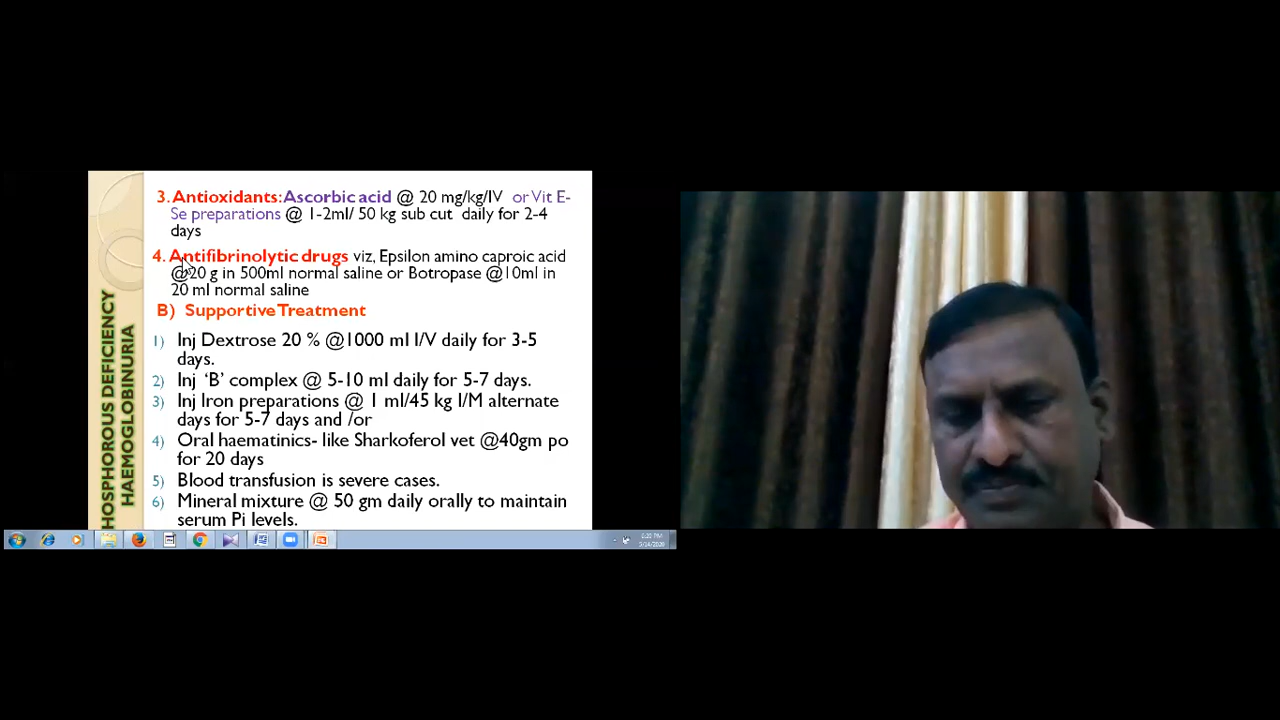 3. Antioxidants: Ascorbic acid @ 20 mg/kg/IV or Vit E-
Se preparations @ 1-2ml/ 50 kg sub cut daily for 2-4
days
4. Antifibrinolytic drugs viz, Epsilon amino caproic acid
@20 g in 500ml normal saline or Botropase @10ml in
20 ml normal saline
B) Supportive Treatment
1) Inj Dextrose 20 % @1000 ml I/V daily for 3-5
days.
2) Inj ‘B’ complex @ 5-10 ml daily for 5-7 days.
3) Inj Iron preparations @ 1 ml/45 kg I/M alternate
days for 5-7 days and /or
4) Oral haematinics- like Sharkoferol vet @40gm po
for 20 days
5) Blood transfusion is severe cases.
6) Mineral mixture @ 50 gm daily orally to maintain
serum Pi levels.
HOSPHOROUS DEFICIENCY
HAEMOGLOBINURIA